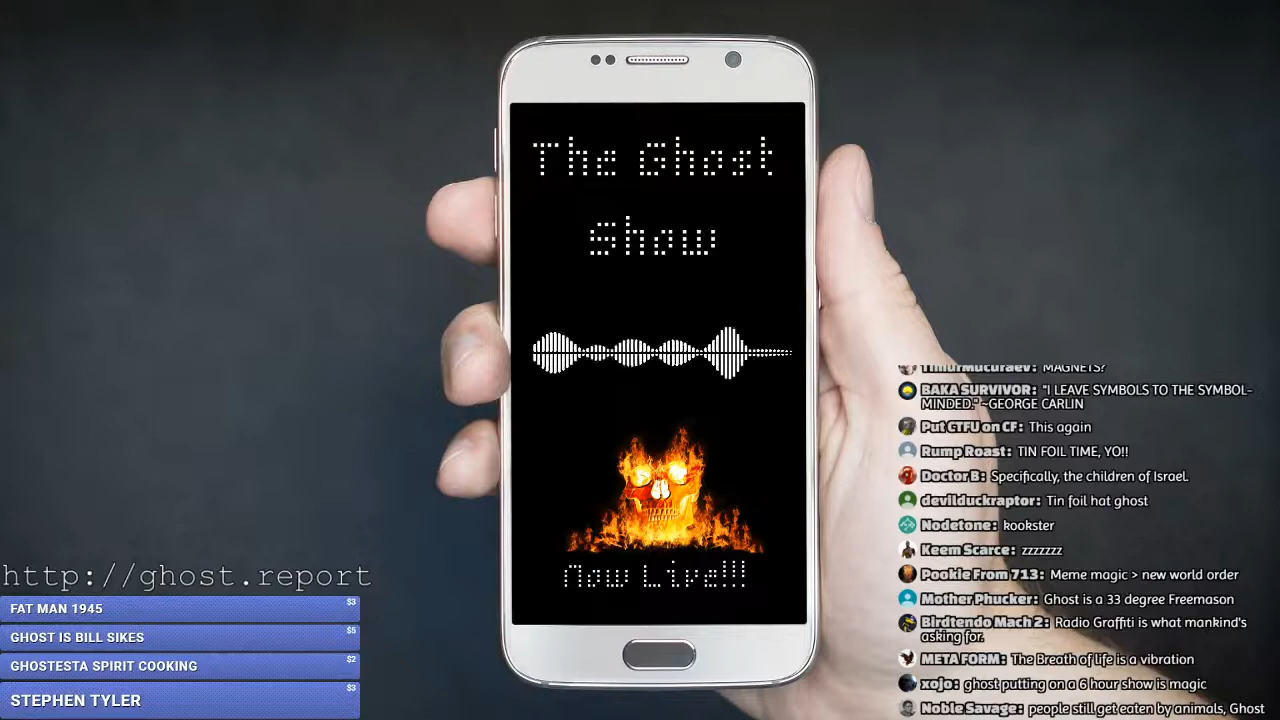 The Ghost
Show
Now Live!!!
http://ghost.report
FAT MAN 1945 $3
GHOST IS BILL SIKES $5
GHOSTESTA SPIRIT COOKING $2
STEPHEN TYLER $3
TimurMucuraev: MAGNETS?
BAKA SURVIVOR: "I LEAVE SYMBOLS TO THE SYMBOL-
MINDED."~GEORGE CARLIN
Put GTFU on CF: This again
Rump Roast: TIN FOIL TIME, YO!!
Doctor B: Specifically, the children of Israel.
devilduckraptor: Tin foil hat ghost
Nodetone: kookster
Keem Scarce: zzzzzzz
Pookie From 713: Meme magic > new world order
Mother Phucker: Ghost is a 33 degree Freemason
Birdtendo Mach 2: Radio Graffiti is what mankind's
asking for.
META FORM: The Breath of life is a vibration
xojo: ghost putting on a 6 hour show is magic
Noble Savage: people still get eaten by animals, Ghost